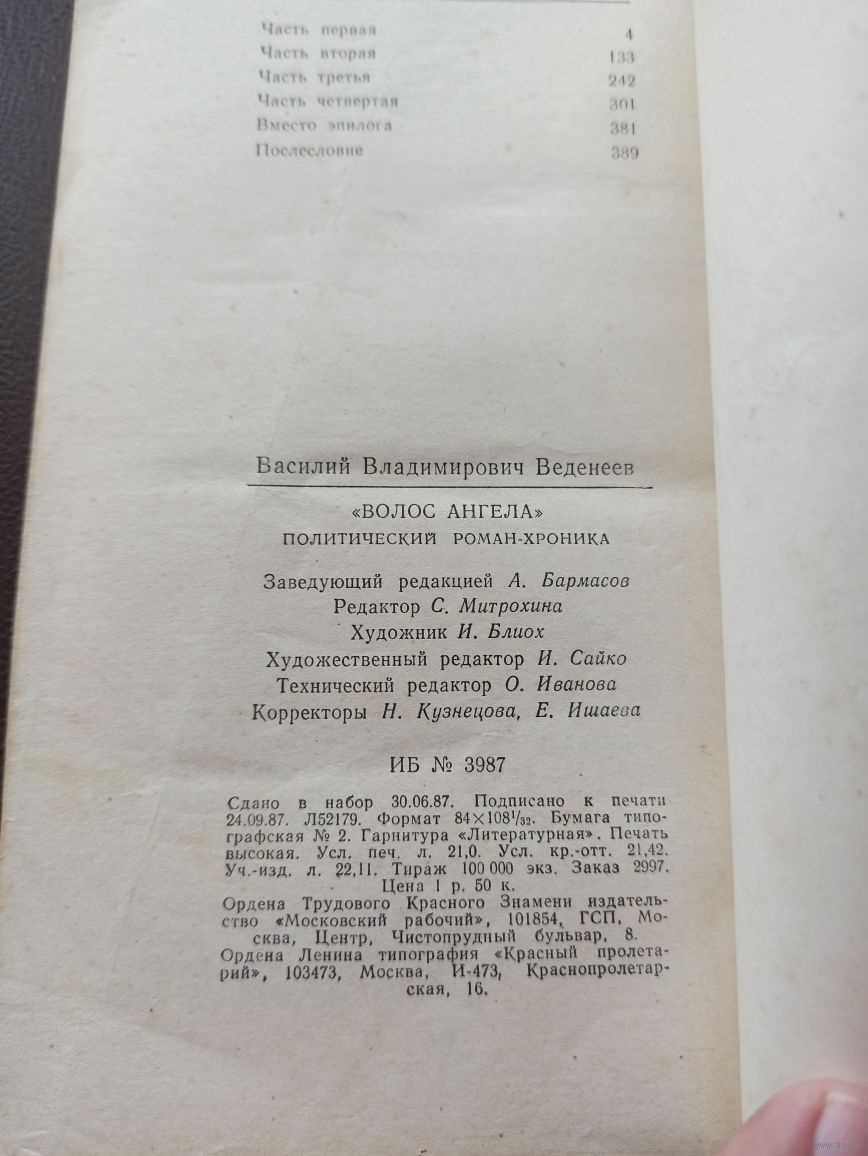 Часть первая 4
Часть вторая 133
Часть третья 242
Часть четвертая 301
Вместо эпилога 381
Послесловие 389
Василий Владимирович Веденеев
«ВОЛОС АНГЕЛА»
ПОЛИТИЧЕСКИЙ РОМАН-ХРОНИКА
Заведующий редакцией А. Бармасов
Редактор С. Митрохина
Художник И. Блиох
Художественный редактор И. Сайко
Технический редактор О. Иванова
Корректоры Н. Кузнецова, Е. Ишаева
ИБ № 3987
Сдано в набор 30.06.87. Подписано к печати
24.09.87. Л52179. Формат 84×108¹/₃₂. Бумага типо-
графская № 2. Гарнитура «Литературная». Печать
высокая. Усл. печ. л. 21,0. Усл. кр.-отт. 21,42.
Уч.-изд. л. 22,11. Тираж 100 000 экз. Заказ 2997.
Цена 1 р. 50 к.
Ордена Трудового Красного Знамени издатель-
ство «Московский рабочий», 101854, ГСП, Мо-
сква, Центр, Чистопрудный бульвар, 8.
Ордена Ленина типография «Красный пролета-
рий», 103473, Москва, И-473, Краснопролетар-
ская, 16.